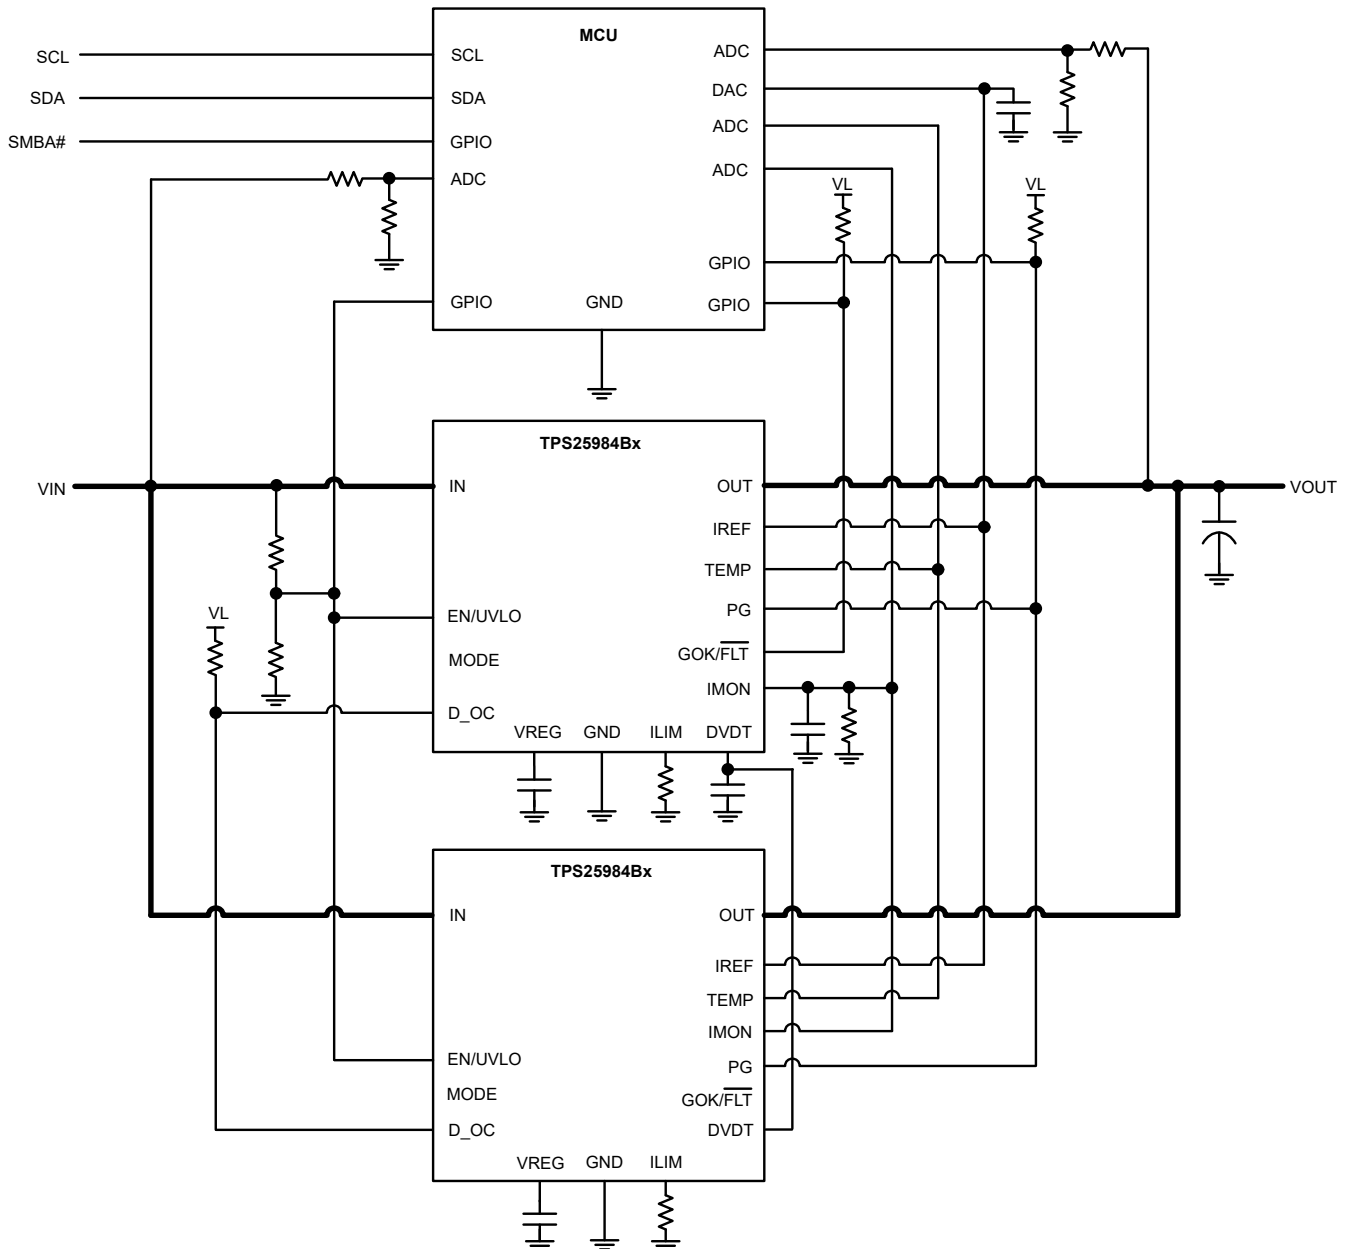 MCU
SCL
SCL
ADC
SDA
SDA
DAC
SMBA#
GPIO
ADC
ADC
ADC
VL
VL
GPIO
GPIO
GND
GPIO
TPS25984Bx
VIN
IN
OUT
VOUT
IREF
TEMP
VL
EN/UVLO
PG
MODE
GOK/FLT
IMON
D_OC
VREG
GND
ILIM
DVDT
TPS25984Bx
IN
OUT
IREF
TEMP
IMON
EN/UVLO
PG
MODE
GOK/FLT
D_OC
DVDT
VREG
GND
ILIM